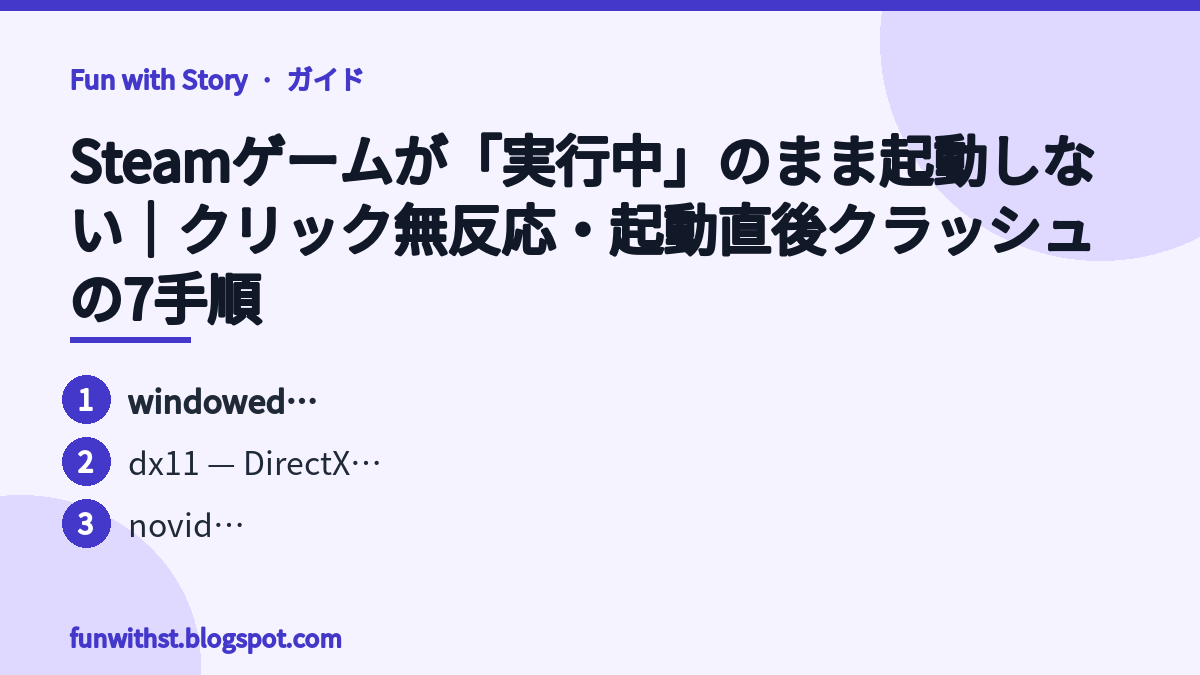 Fun with Story · ガイド
Steamゲームが「実行中」のまま起動しな
い｜クリック無反応・起動直後クラッシュ
の7手順
1 windowed…
2 dx11 — DirectX…
3 novid…
funwithst.blogspot.com